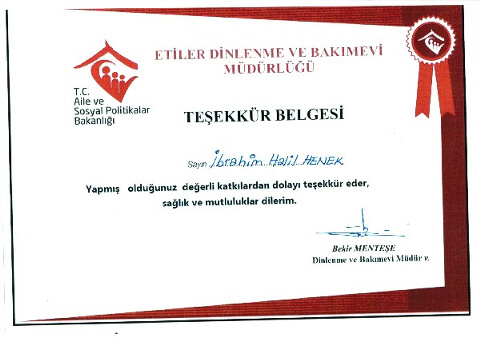 ETİLER DİNLENME VE BAKIMEVİ
MÜDÜRLÜĞÜ
T.C.
Aile ve
Sosyal Politikalar
Bakanlığı
TEŞEKKÜR BELGESİ
Sayın İbrahim Halil HENEK
Yapmış olduğunuz değerli katkılardan dolayı teşekkür eder,
sağlık ve mutluluklar dilerim.
Bekir MENTEŞE
Dinlenme ve Bakımevi Müdür v.